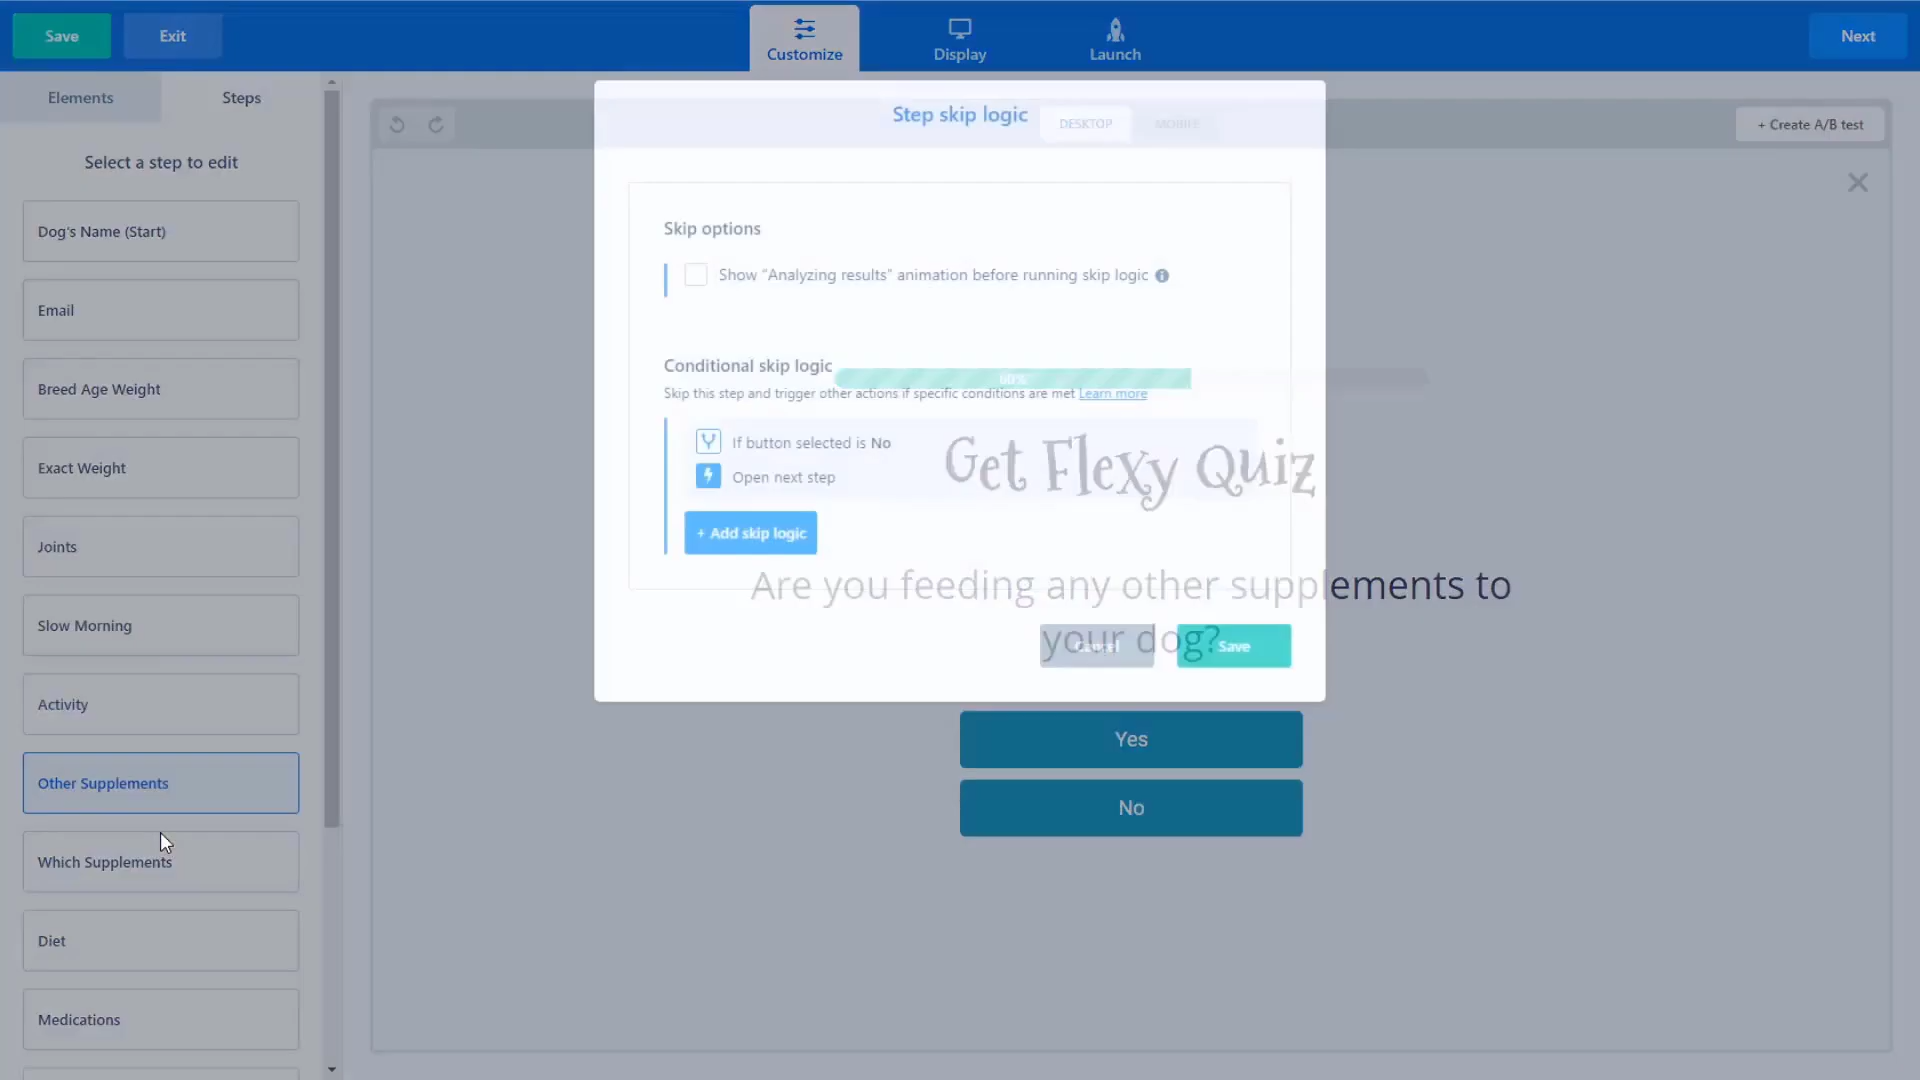 Save
Exit
Customize
Display
Launch
Next
Elements
Steps
Select a step to edit
Dog's Name (Start)
Email
Breed Age Weight
Exact Weight
Joints
Slow Morning
Activity
Other Supplements
Which Supplements
Diet
Medications
Step skip logic
DESKTOP
MOBILE
+ Create A/B test
Skip options
Show "Analyzing results" animation before running skip logic
Conditional skip logic
60%
Skip this step and trigger other actions if specific conditions are met Learn more
If button selected is No
Open next step
+ Add skip logic
Get Flexy Quiz
Are you feeding any other supplements to
your dog?
Cancel
Save
Yes
No